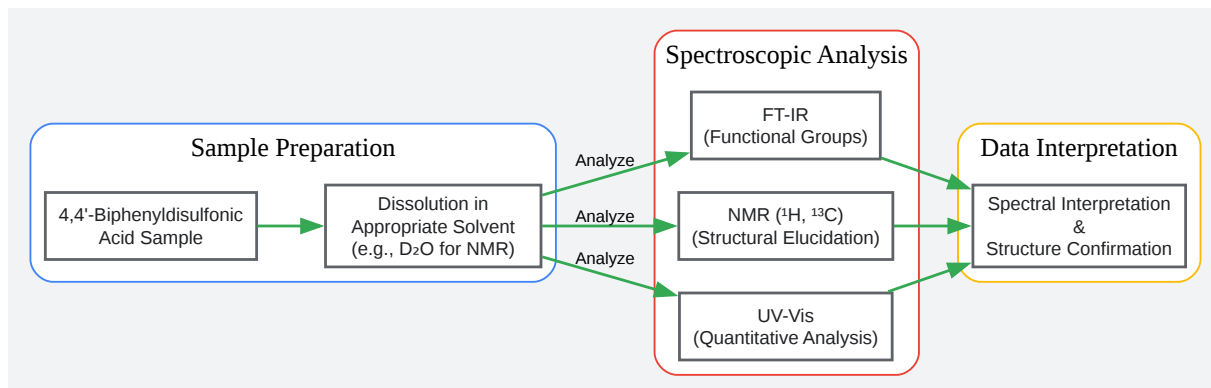 Sample Preparation
4,4'-Biphenyldisulfonic
Acid Sample
Dissolution in
Appropriate Solvent
(e.g., D₂O for NMR)
Analyze
Analyze
Analyze
Spectroscopic Analysis
FT-IR
(Functional Groups)
NMR (¹H, ¹³C)
(Structural Elucidation)
UV-Vis
(Quantitative Analysis)
Data Interpretation
Spectral Interpretation
&
Structure Confirmation